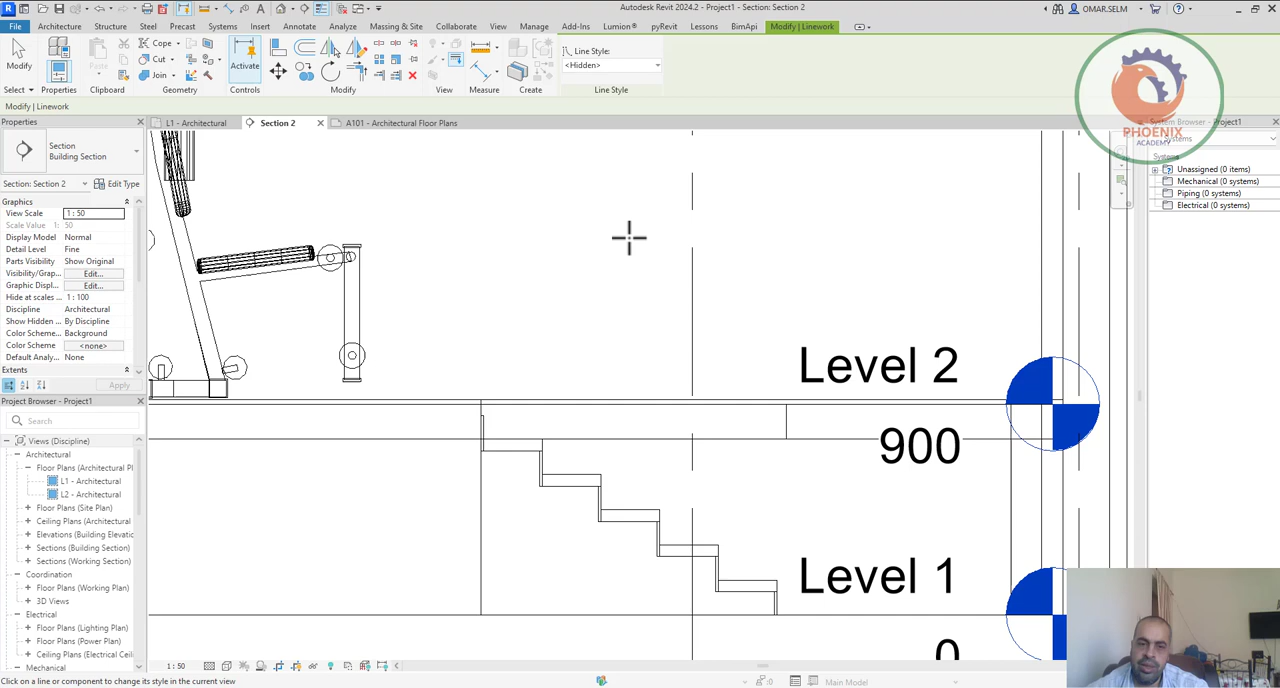 Autodesk Revit 2024.2 - Project1 - Section: Section 2
OMAR.SELM
File Architecture Structure Steel Precast Systems Insert Annotate Analyze Massing & Site Collaborate View Manage Add-Ins Lumion® pyRevit Lessons BimApi Modify | Linework
Modify
Cope
Cut
Join
Activate
Line Style:
<Hidden>
Select Properties Clipboard Geometry Controls Modify View Measure Create Line Style
Modify | Linework
Properties
L1 - Architectural
Section 2
A101 - Architectural Floor Plans
System Browser - Project1
Section
Building Section
Section: Section 2
Edit Type
Graphics
View Scale 1 : 50
Scale Value 1: 50
Display Model Normal
Detail Level Fine
Parts Visibility Show Original
Visibility/Grap... Edit...
Graphic Displ... Edit...
Hide at scales ... 1 : 100
Discipline Architectural
Show Hidden ... By Discipline
Color Scheme... Background
Color Scheme <none>
Default Analy... None
Extents
Apply
Project Browser - Project1
Search
Views (Discipline)
Architectural
Floor Plans (Architectural Pl
L1 - Architectural
L2 - Architectural
Floor Plans (Site Plan)
Ceiling Plans (Architectural
Elevations (Building Elevatic
Sections (Building Section)
Sections (Working Section)
Coordination
Floor Plans (Working Plan)
3D Views
Electrical
Floor Plans (Lighting Plan)
Floor Plans (Power Plan)
Ceiling Plans (Electrical Ceil
Mechanical
Level 2
900
Level 1
0
PHOENIX
ACADEMY
Systems
Systems
Unassigned (0 items)
Mechanical (0 systems)
Piping (0 systems)
Electrical (0 systems)
1 : 50
Click on a line or component to change its style in the current view
:0
Main Model